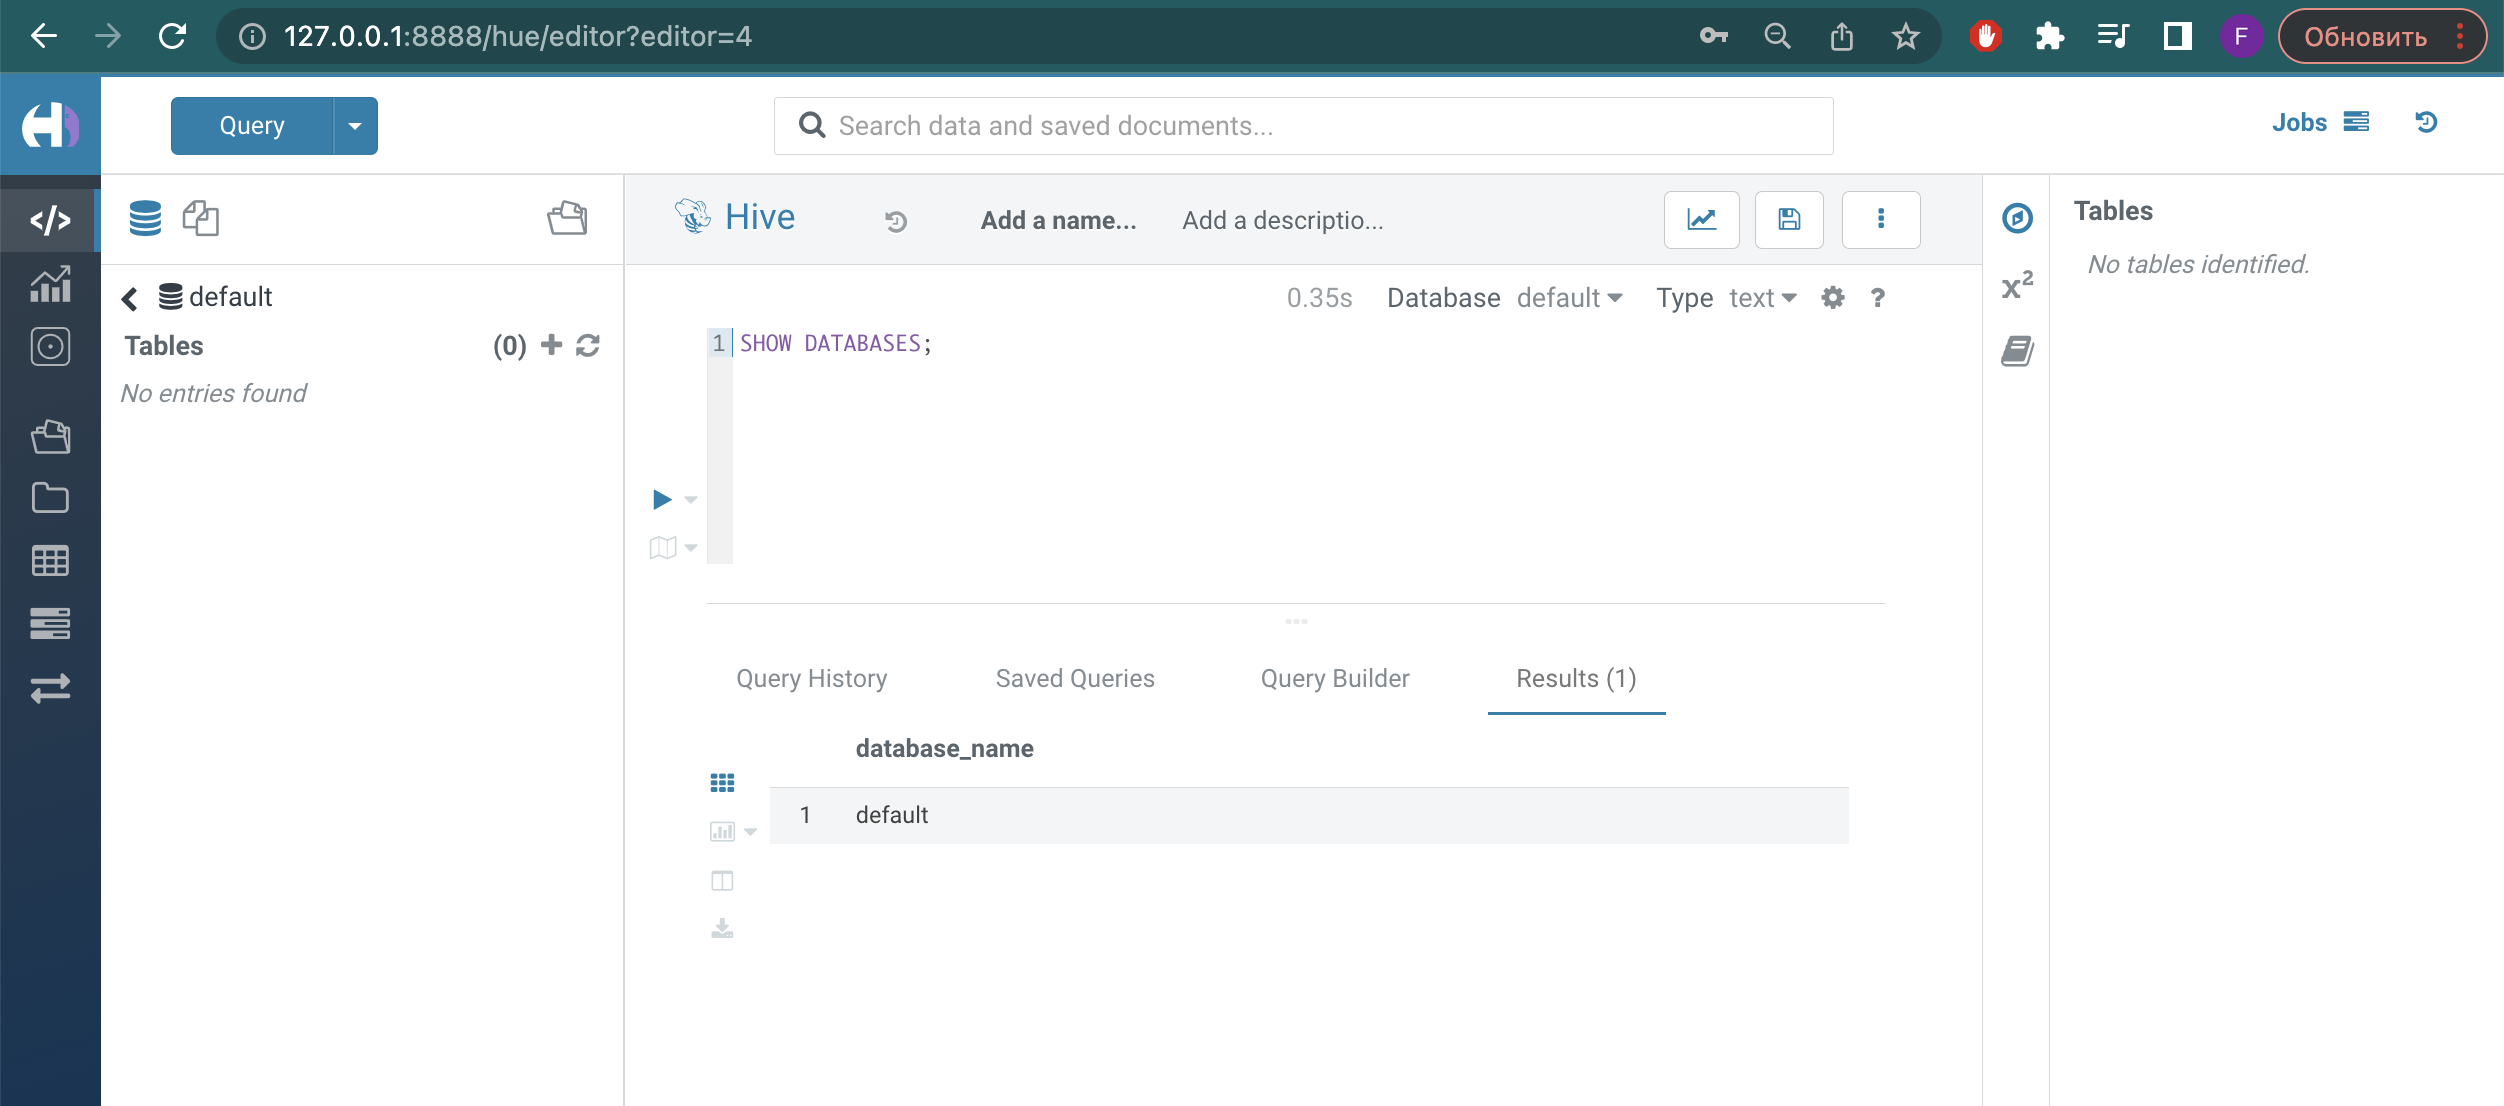 127.0.0.1:8888/hue/editor?editor=4
F
Обновить
Query
Search data and saved documents...
Jobs
Hive
Add a name...
Add a descriptio...
Tables
No tables identified.
default
0.35s
Database default
Type text
?
Tables (0)
No entries found
1 SHOW DATABASES;
x2
Query History
Saved Queries
Query Builder
Results (1)
database_name
1 default